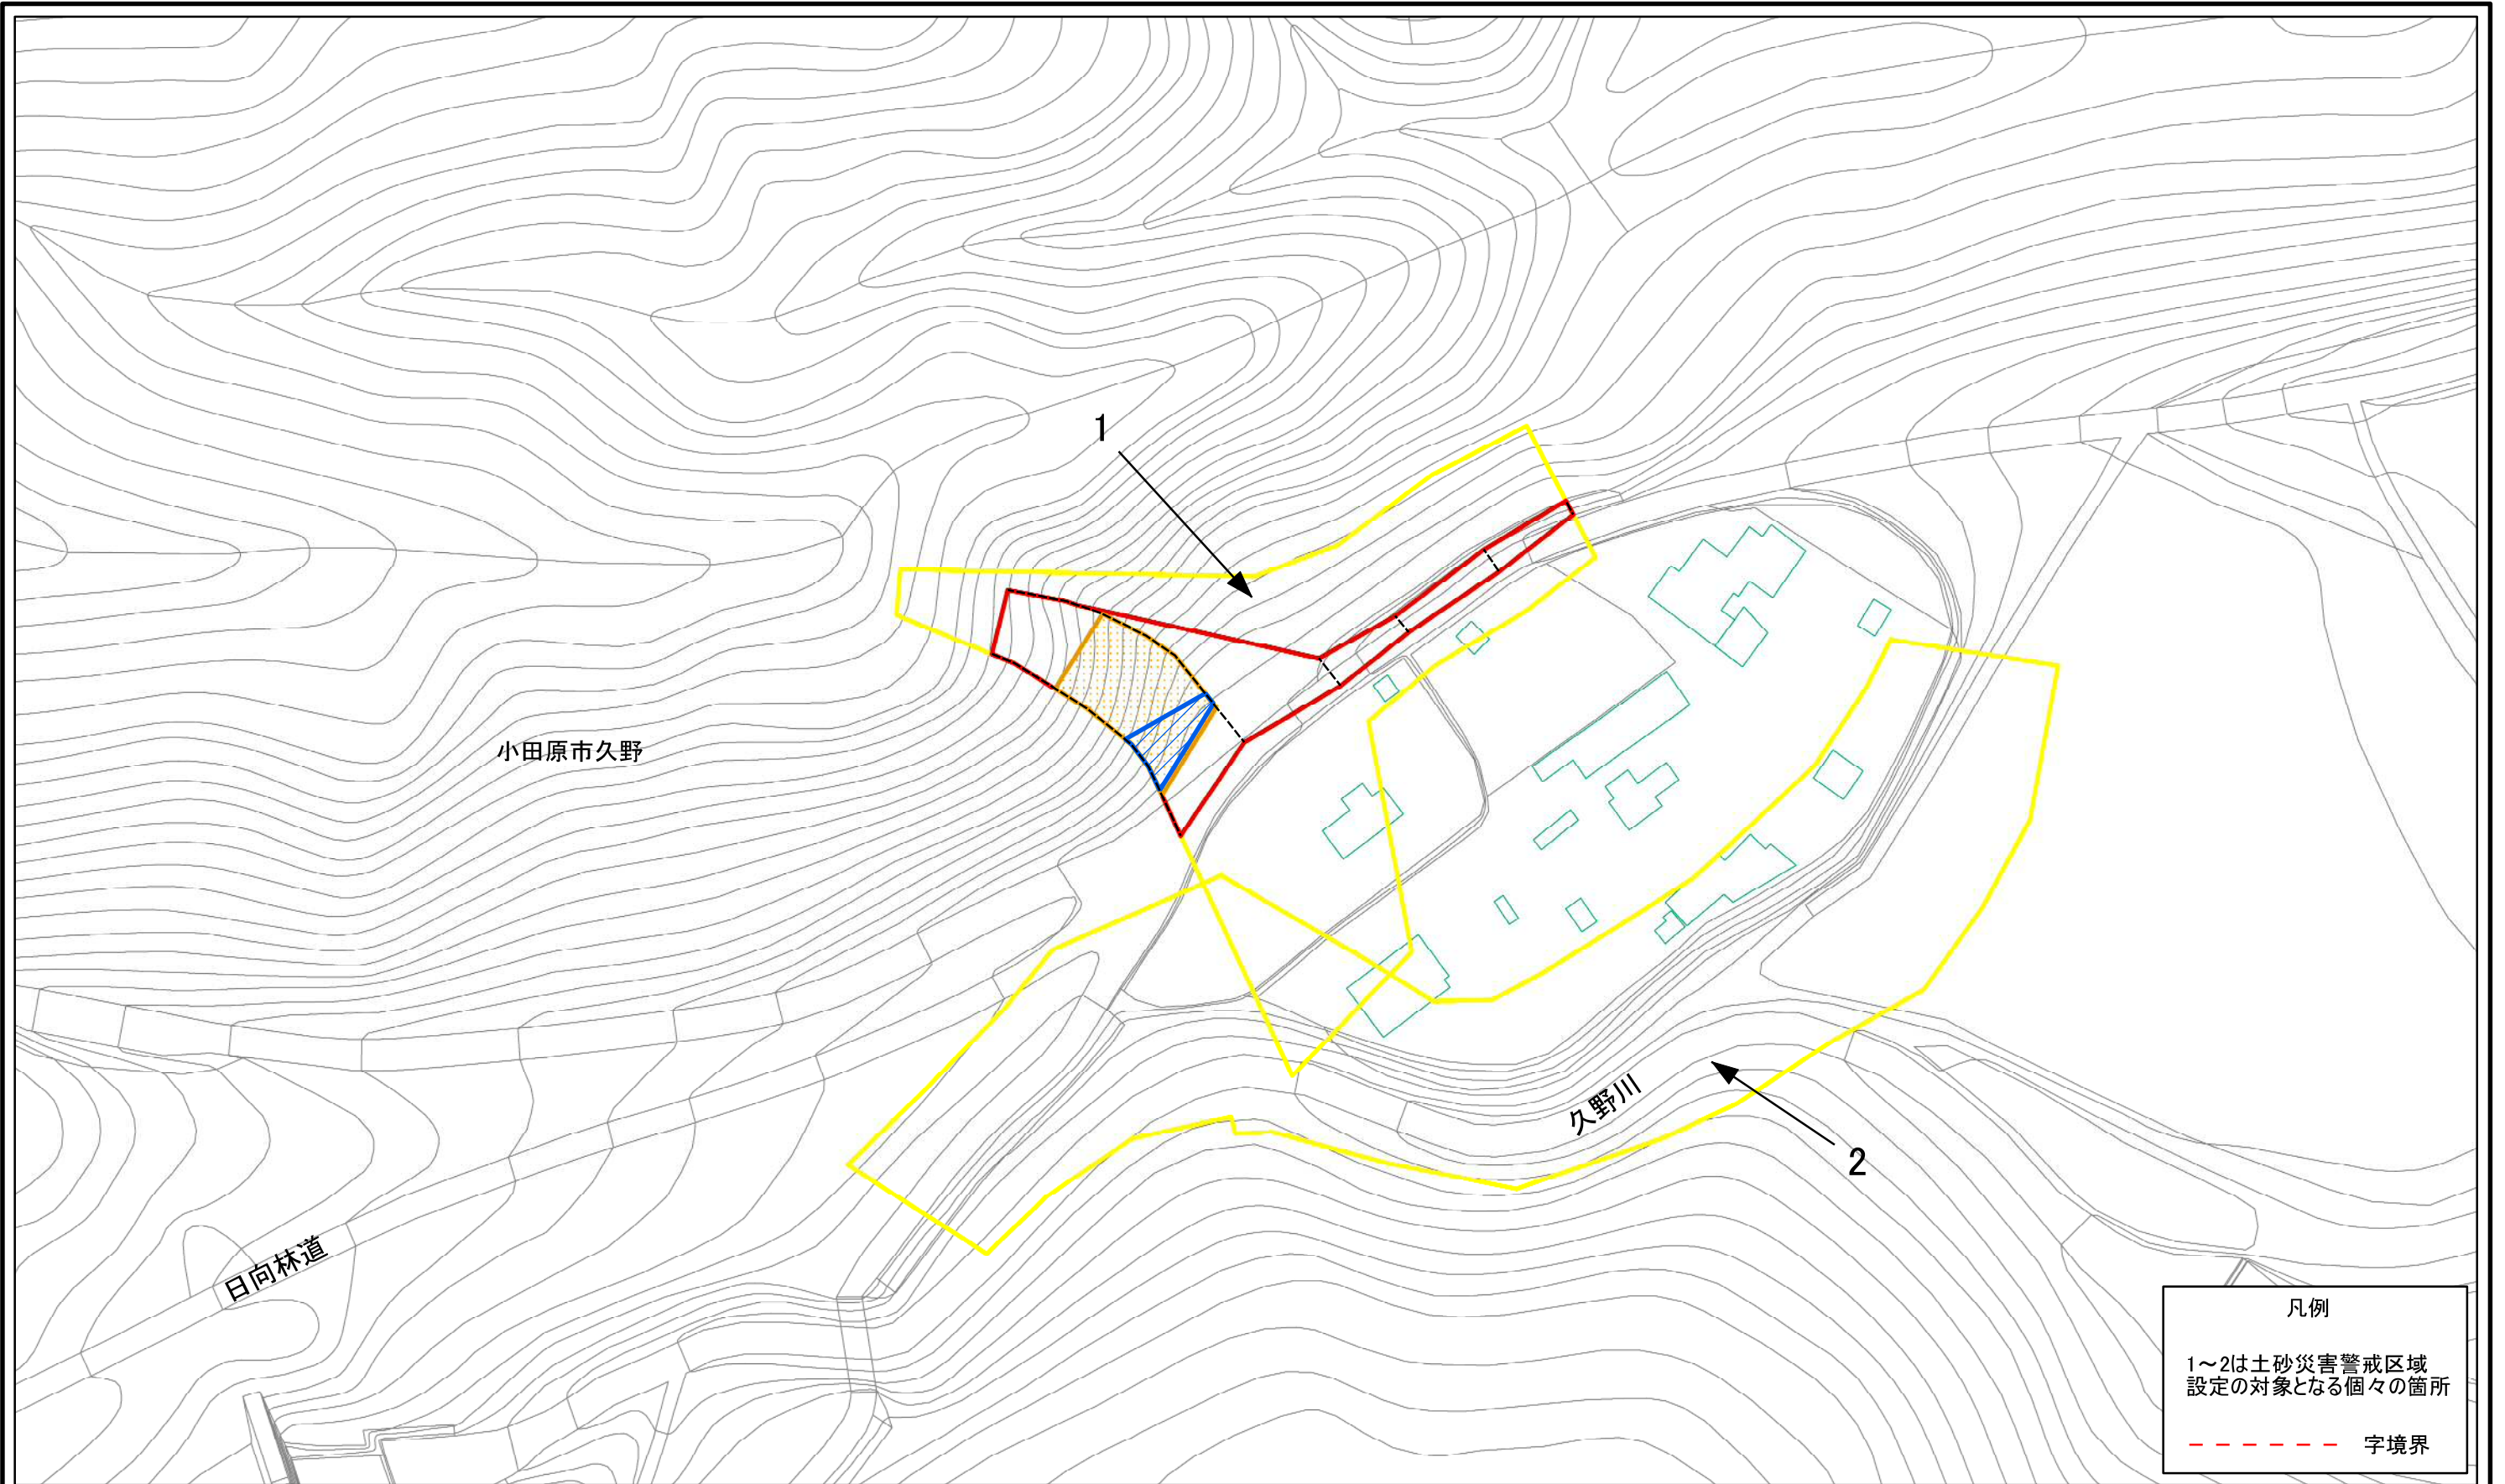 1
小田原市久野
久野川
2
日向林道
凡例
1～2は土砂災害警戒区域
設定の対象となる個々の箇所
字境界